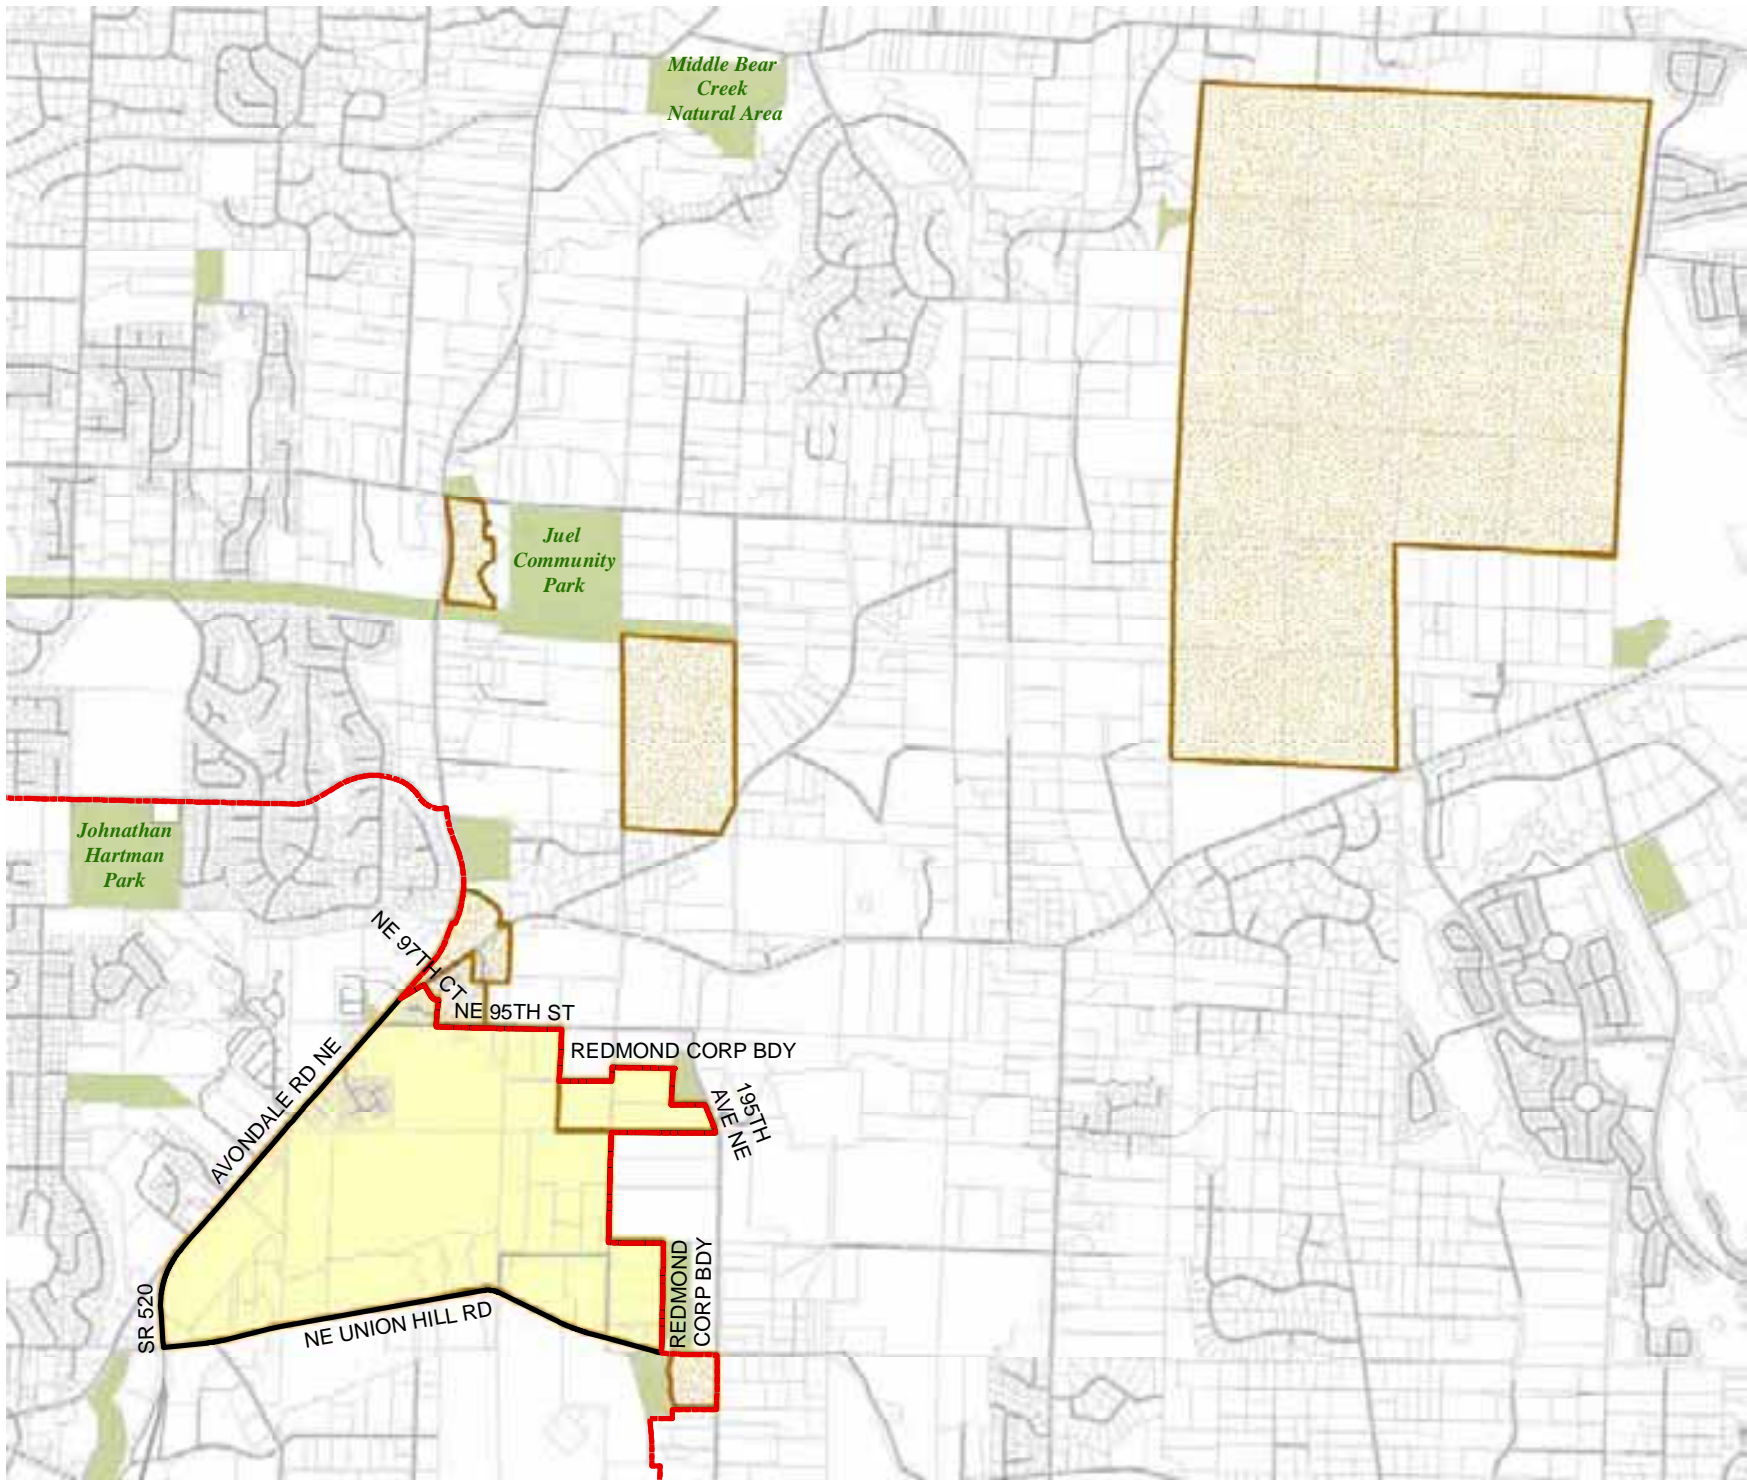 Middle Bear
Creek
Natural Area
Juel
Community
Park
Johnathan
Hartman
Park
NE 97TH CT
NE 95TH ST
REDMOND CORP BDY
195TH
AVE NE
AVONDALE RD NE
REDMOND
CORP BDY
SR 520
NE UNION HILL RD